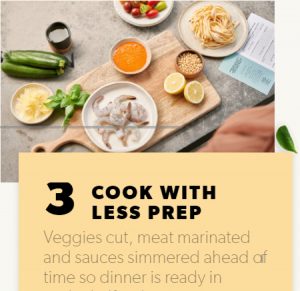 3 COOK WITH
LESS PREP
Veggies cut, meat marinated
and sauces simmered ahead of
time so dinner is ready in